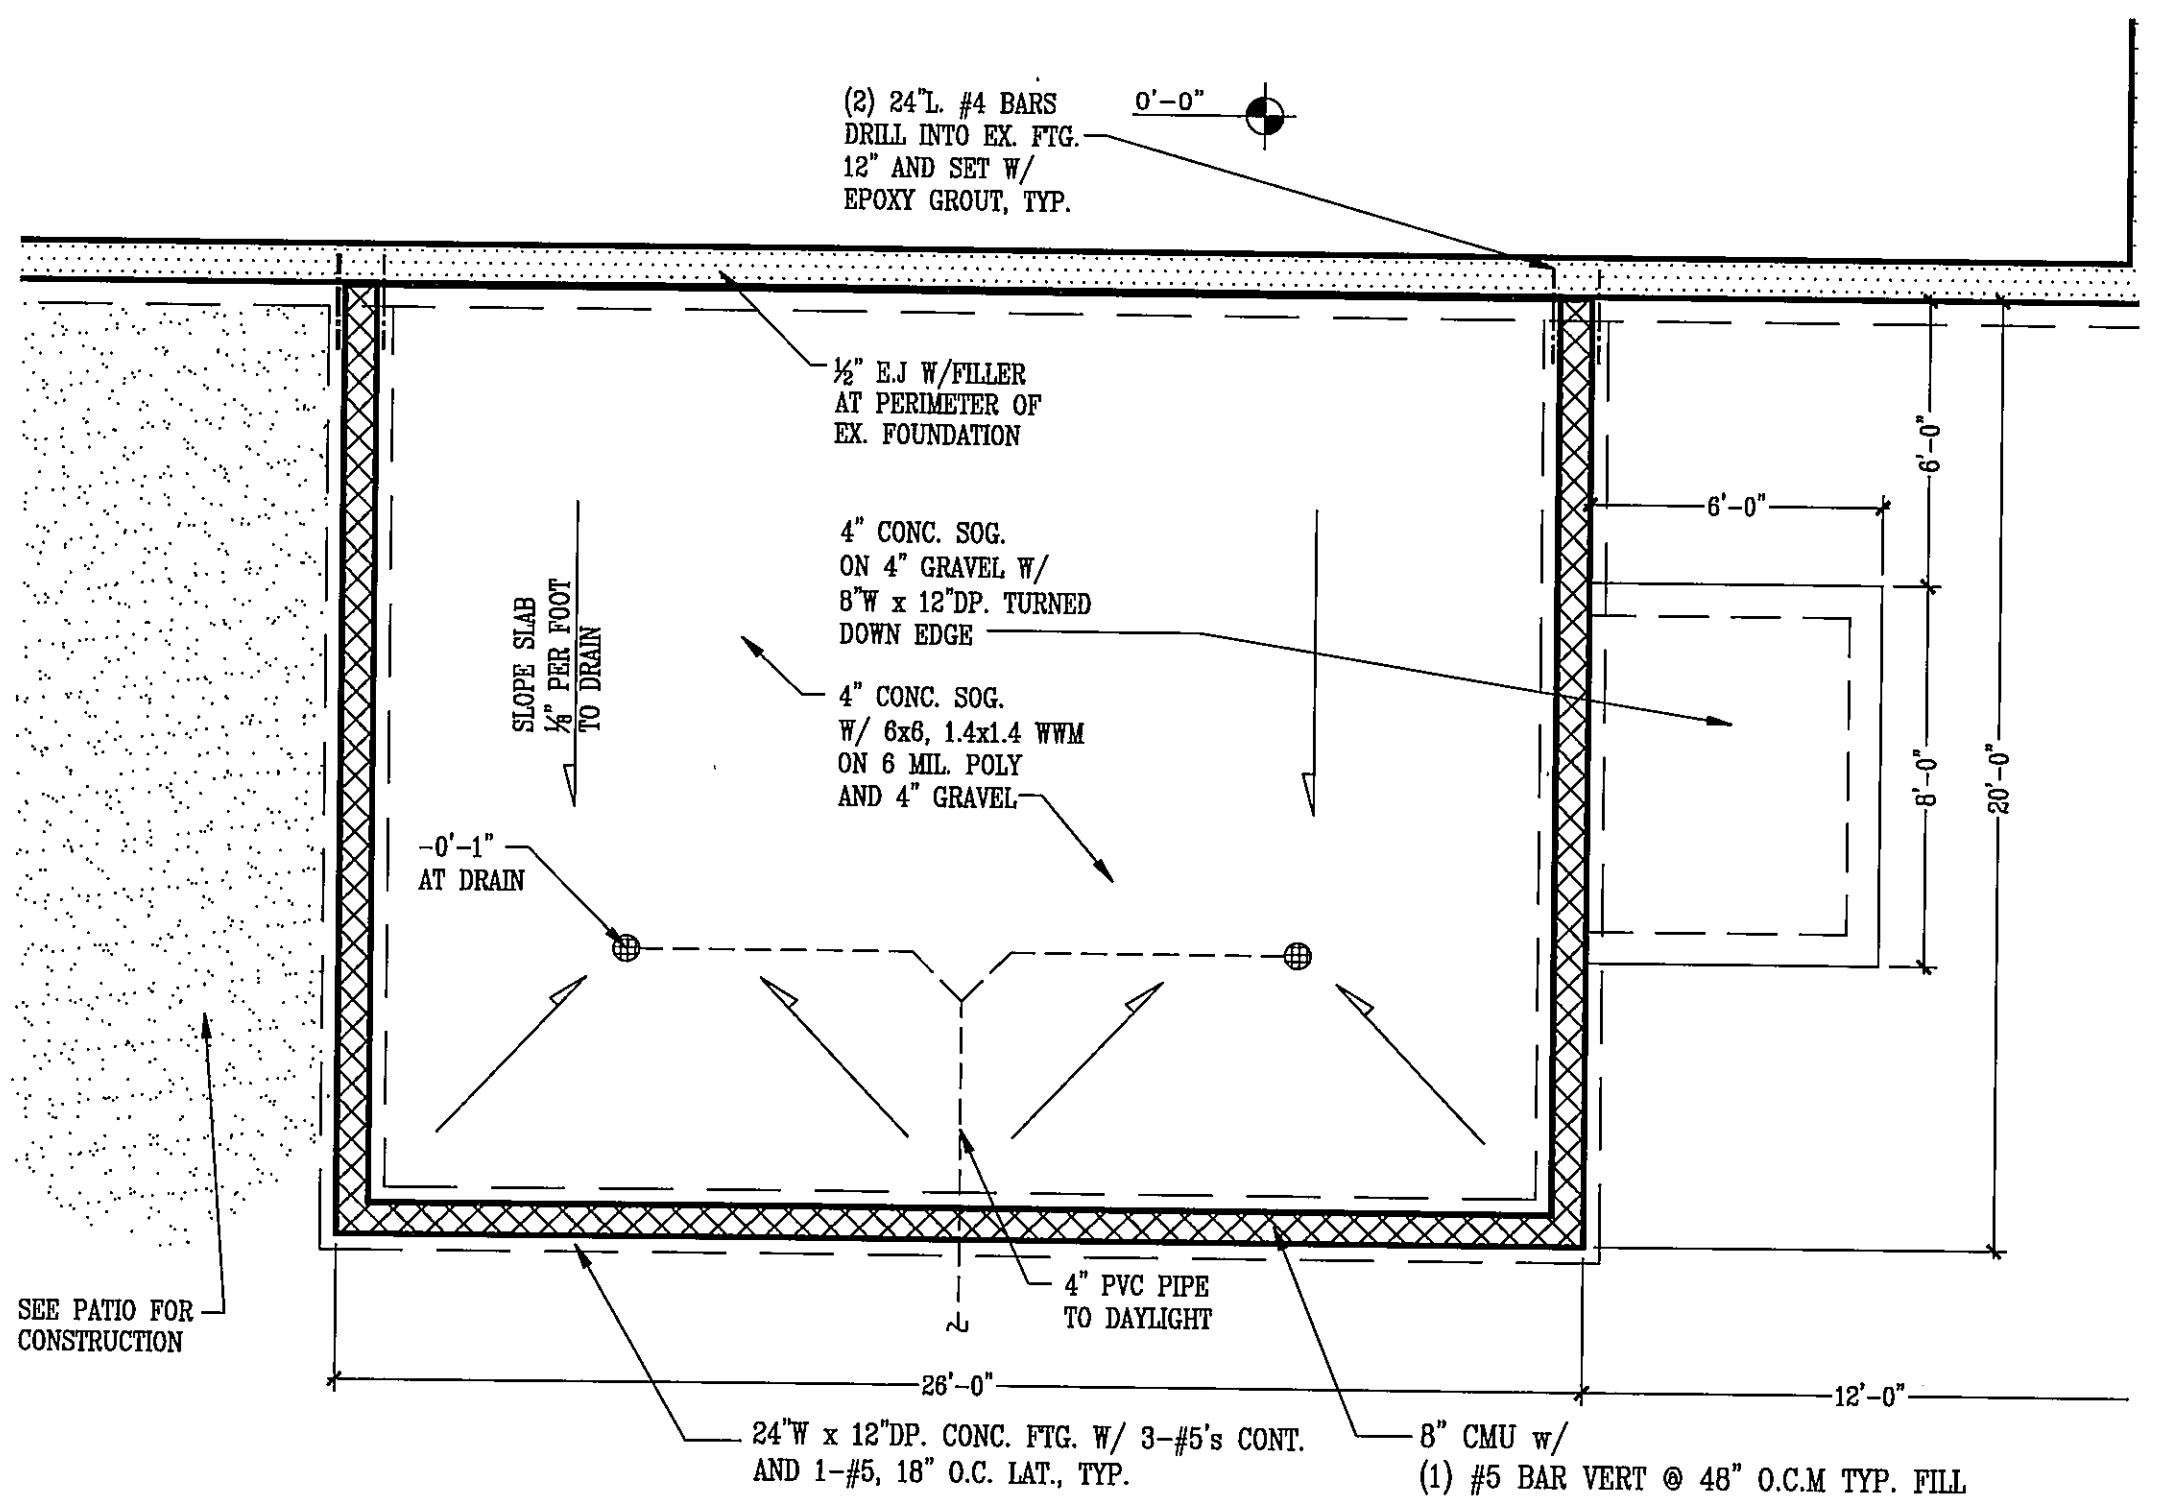 (2) 24"L. #4 BARS
DRILL INTO EX. FTG.
12" AND SET W/
EPOXY GROUT, TYP.
0'-0"
½" E.J W/FILLER
AT PERIMETER OF
EX. FOUNDATION
6'-0"
6'-0"
4" CONC. SOG.
ON 4" GRAVEL W/
8"W x 12"DP. TURNED
DOWN EDGE
SLOPE SLAB
⅛" PER FOOT
TO DRAIN
4" CONC. SOG.
W/ 6x6, 1.4x1.4 WWM
ON 6 MIL. POLY
AND 4" GRAVEL
8'-0"
20'-0"
-0'-1"
AT DRAIN
4" PVC PIPE
TO DAYLIGHT
SEE PATIO FOR
CONSTRUCTION
26'-0"
12'-0"
24"W x 12"DP. CONC. FTG. W/ 3-#5's CONT.
AND 1-#5, 18" O.C. LAT., TYP.
8" CMU w/
(1) #5 BAR VERT @ 48" O.C.M TYP. FILL